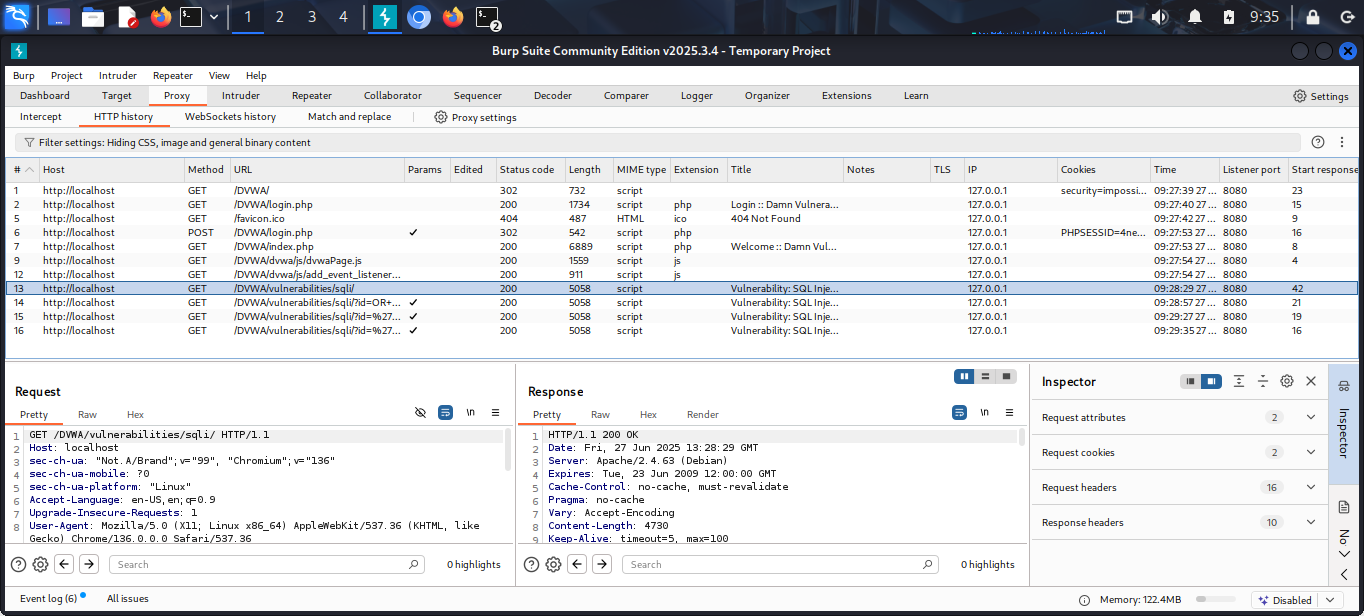 1 2 3 4 2 9:35
Burp Suite Community Edition v2025.3.4 - Temporary Project
Burp Project Intruder Repeater View Help
Dashboard Target Proxy Intruder Repeater Collaborator Sequencer Decoder Comparer Logger Organizer Extensions Learn Settings
Intercept HTTP history WebSockets history Match and replace Proxy settings
Filter settings: Hiding CSS, image and general binary content
# Host Method URL Params Edited Status code Length MIME type Extension Title Notes TLS IP Cookies Time Listener port Start response
1 http://localhost GET /DVWA/ 302 732 script 127.0.0.1 security=impossi... 09:27:39 27 ... 8080 23
2 http://localhost GET /DVWA/login.php 200 1734 script php Login :: Damn Vulnera... 127.0.0.1 09:27:40 27 ... 8080 15
5 http://localhost GET /favicon.ico 404 487 HTML ico 404 Not Found 127.0.0.1 09:27:42 27 ... 8080 9
6 http://localhost POST /DVWA/login.php ✓ 302 542 script php 127.0.0.1 PHPSESSID=4ne... 09:27:53 27 ... 8080 16
7 http://localhost GET /DVWA/index.php 200 6889 script php Welcome :: Damn Vul... 127.0.0.1 09:27:53 27 ... 8080 8
9 http://localhost GET /DVWA/dvwa/js/dvwaPage.js 200 1559 script js 127.0.0.1 09:27:54 27 ... 8080 4
12 http://localhost GET /DVWA/dvwa/js/add_event_listener... 200 911 script js 127.0.0.1 09:27:54 27 ... 8080
13 http://localhost GET /DVWA/vulnerabilities/sqli/ 200 5058 script Vulnerability: SQL Inje... 127.0.0.1 09:28:29 27 ... 8080 42
14 http://localhost GET /DVWA/vulnerabilities/sqli/?id=OR+... ✓ 200 5058 script Vulnerability: SQL Inje... 127.0.0.1 09:28:57 27 ... 8080 21
15 http://localhost GET /DVWA/vulnerabilities/sqli/?id=%27... ✓ 200 5058 script Vulnerability: SQL Inje... 127.0.0.1 09:29:27 27 ... 8080 19
16 http://localhost GET /DVWA/vulnerabilities/sqli/?id=%27... ✓ 200 5058 script Vulnerability: SQL Inje... 127.0.0.1 09:29:35 27 ... 8080 16
Request
Pretty Raw Hex \n
1 GET /DVWA/vulnerabilities/sqli/ HTTP/1.1
2 Host: localhost
3 sec-ch-ua: "Not.A/Brand";v="99", "Chromium";v="136"
4 sec-ch-ua-mobile: ?0
5 sec-ch-ua-platform: "Linux"
6 Accept-Language: en-US,en;q=0.9
7 Upgrade-Insecure-Requests: 1
8 User-Agent: Mozilla/5.0 (X11; Linux x86_64) AppleWebKit/537.36 (KHTML, like
Gecko) Chrome/136.0.0.0 Safari/537.36
Search 0 highlights
Response
Pretty Raw Hex Render \n
1 HTTP/1.1 200 OK
2 Date: Fri, 27 Jun 2025 13:28:29 GMT
3 Server: Apache/2.4.63 (Debian)
4 Expires: Tue, 23 Jun 2009 12:00:00 GMT
5 Cache-Control: no-cache, must-revalidate
6 Pragma: no-cache
7 Vary: Accept-Encoding
8 Content-Length: 4730
9 Keep-Alive: timeout=5, max=100
Search 0 highlights
Inspector
Request attributes 2
Request cookies 2
Request headers 16
Response headers 10
Inspector
No
Event log (6) All issues Memory: 122.4MB Disabled